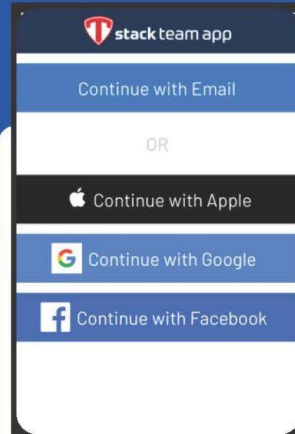 stack team app
Continue with Email
OR
Continue with Apple
Continue with Google
Continue with Facebook